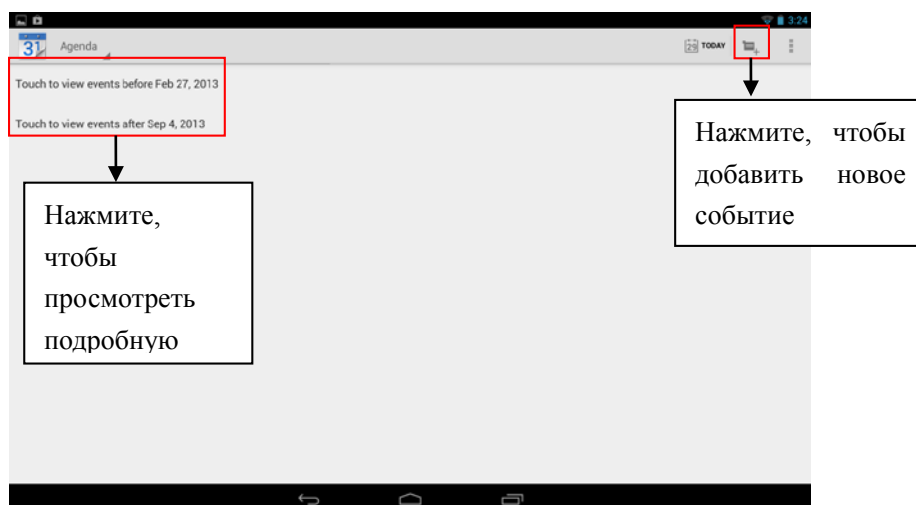 3:24
31 Agenda
29 TODAY
Touch to view events before Feb 27, 2013
Touch to view events after Sep 4, 2013
Нажмите, чтобы
добавить новое
событие
Нажмите,
чтобы
просмотреть
подробную